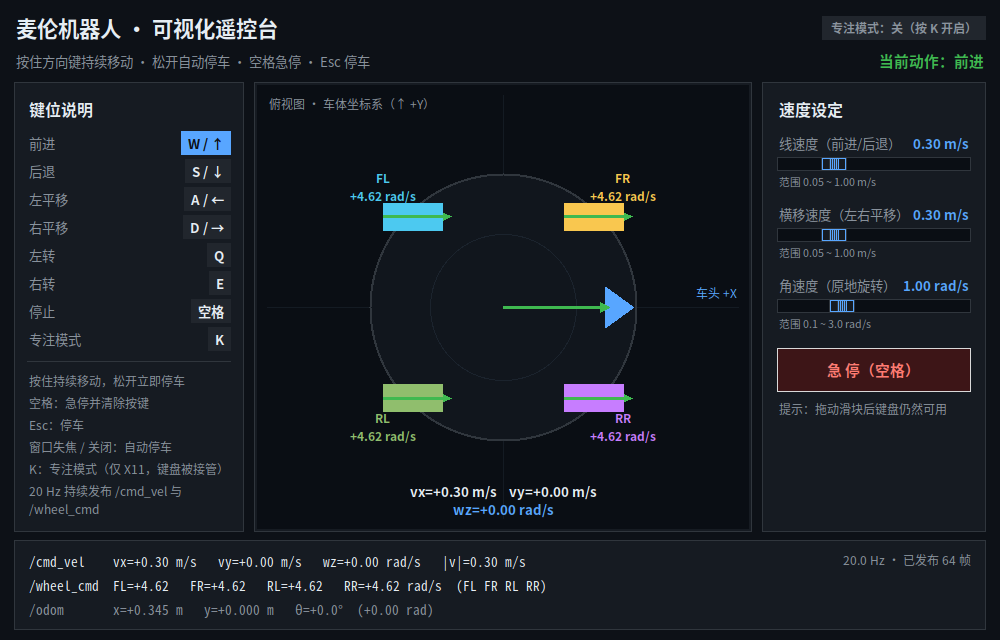 麦伦机器人 · 可视化遥控台
专注模式：关（按 K 开启）
按住方向键持续移动 · 松开自动停车 · 空格急停 · Esc 停车
当前动作：前进
键位说明
前进 W / ↑
后退 S / ↓
左平移 A / ←
右平移 D / →
左转 Q
右转 E
停止 空格
专注模式 K
按住持续移动，松开立即停车
空格：急停并清除按键
Esc：停车
窗口失焦 / 关闭：自动停车
K：专注模式（仅 X11，键盘被接管）
20 Hz 持续发布 /cmd_vel 与
/wheel_cmd
俯视图 · 车体坐标系（↑ +Y）
FL
+4.62 rad/s
FR
+4.62 rad/s
车头 +X
RL
+4.62 rad/s
RR
+4.62 rad/s
vx=+0.30 m/s vy=+0.00 m/s
wz=+0.00 rad/s
速度设定
线速度（前进/后退） 0.30 m/s
范围 0.05 ~ 1.00 m/s
横移速度（左右平移） 0.30 m/s
范围 0.05 ~ 1.00 m/s
角速度（原地旋转） 1.00 rad/s
范围 0.1 ~ 3.0 rad/s
急 停（空格）
提示：拖动滑块后键盘仍然可用
/cmd_vel vx=+0.30 m/s vy=+0.00 m/s wz=+0.00 rad/s |v|=0.30 m/s
20.0 Hz · 已发布 64 帧
/wheel_cmd FL=+4.62 FR=+4.62 RL=+4.62 RR=+4.62 rad/s (FL FR RL RR)
/odom x=+0.345 m y=+0.000 m θ=+0.0° (+0.00 rad)